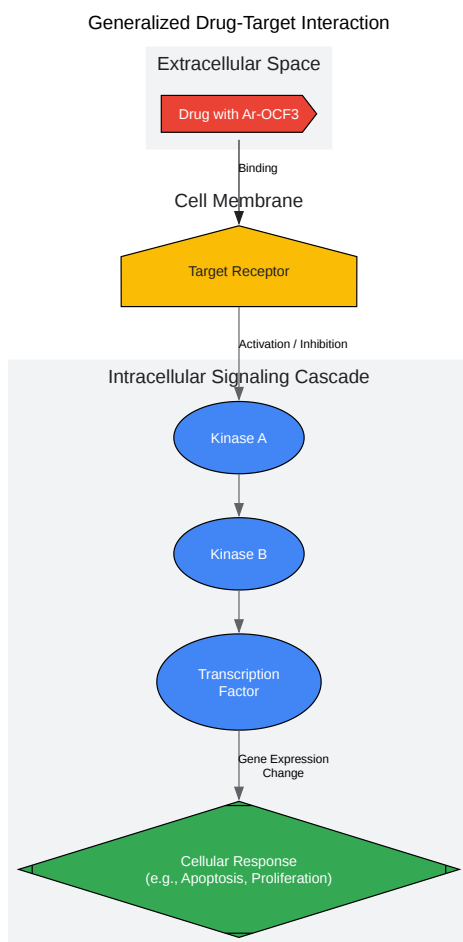 Generalized Drug-Target Interaction
Extracellular Space
Drug with Ar-OCF3
Binding
Cell Membrane
Target Receptor
Activation / Inhibition
Intracellular Signaling Cascade
Kinase A
Kinase B
Transcription
Factor
Gene Expression
Change
Cellular Response
(e.g., Apoptosis, Proliferation)